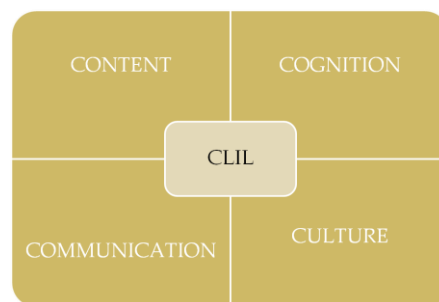 CONTENT
COGNITION
CLIL
COMMUNICATION
CULTURE